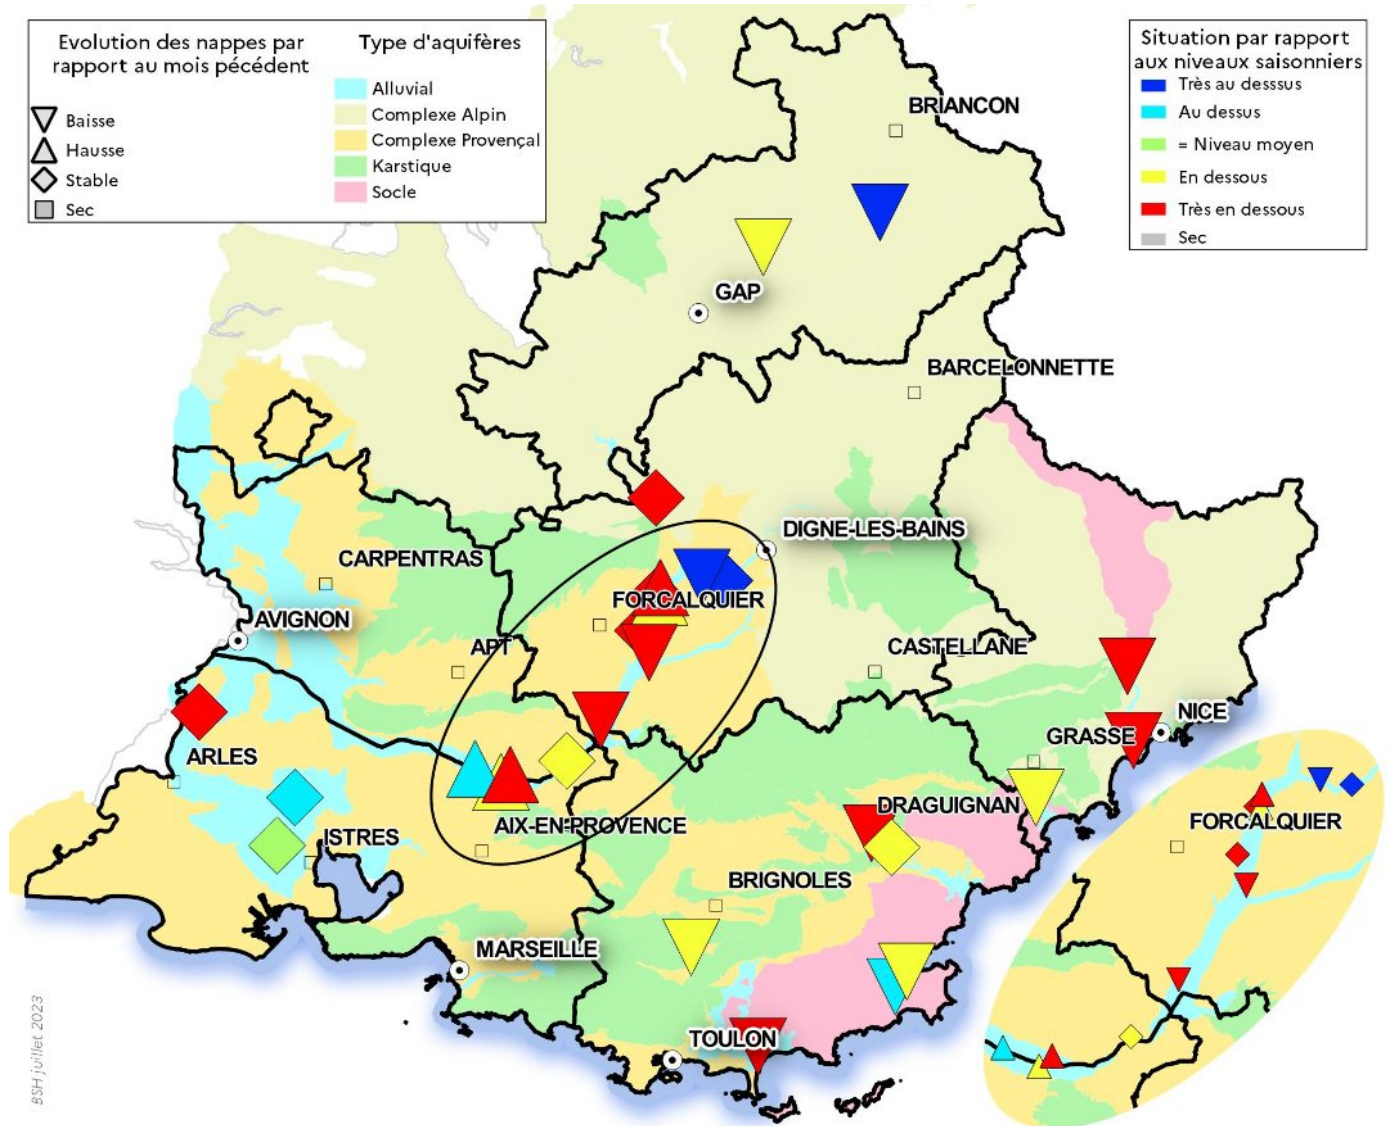 Evolution des nappes par
rapport au mois pécédent
Baisse
Hausse
Stable
Sec
Type d'aquifères
Alluvial
Complexe Alpin
Complexe Provençal
Karstique
Socle
Situation par rapport
aux niveaux saisonniers
Très au desssus
Au dessus
= Niveau moyen
En dessous
Très en dessous
Sec
BRIANCON
GAP
BARCELONNETTE
DIGNE-LES-BAINS
CARPENTRAS
FORCALQUIER
AVIGNON
APT
CASTELLANE
NICE
GRASSE
ARLES
DRAGUIGNAN
ISTRES
AIX-EN-PROVENCE
FORCALQUIER
BRIGNOLES
MARSEILLE
TOULON
BSH juillet 2023